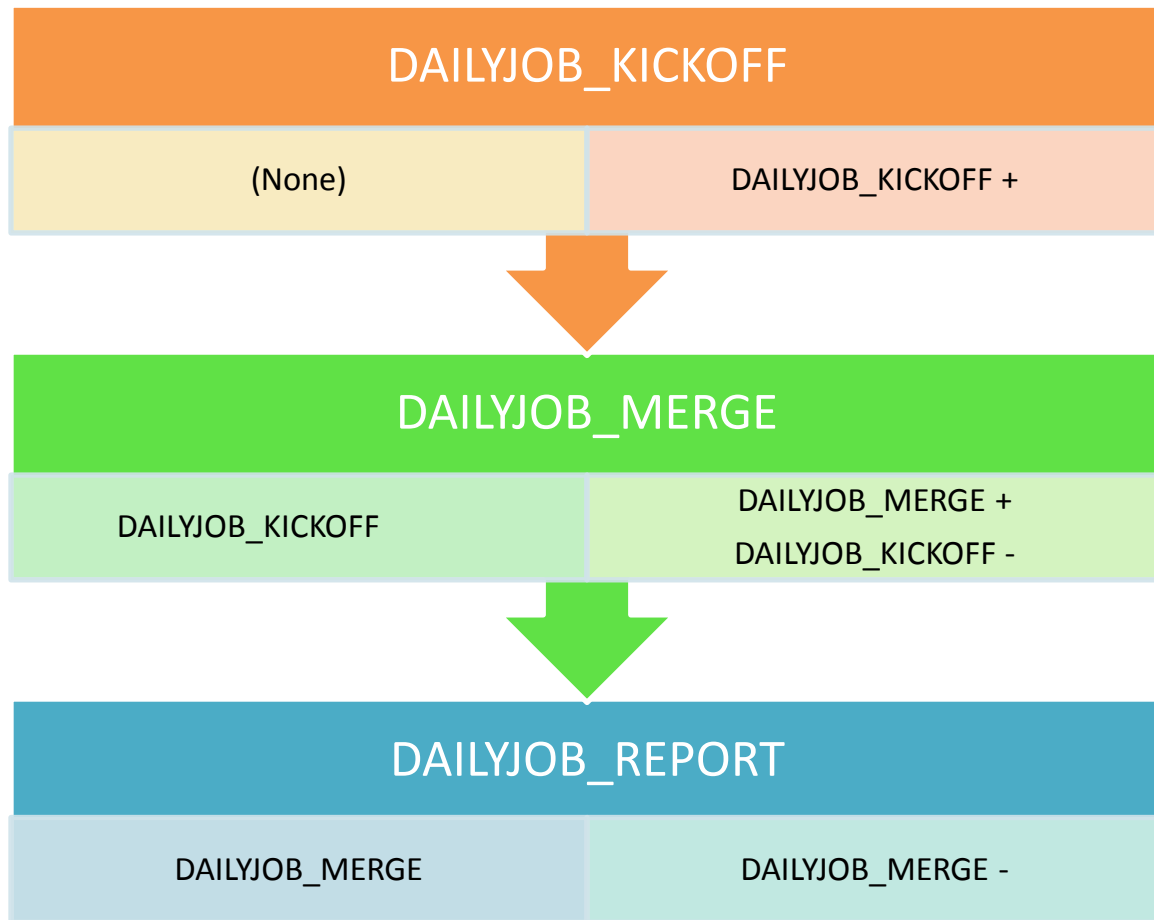 DAILYJOB_KICKOFF
(None)
DAILYJOB_KICKOFF +
DAILYJOB_MERGE
DAILYJOB_KICKOFF
DAILYJOB_MERGE +
DAILYJOB_KICKOFF -
DAILYJOB_REPORT
DAILYJOB_MERGE
DAILYJOB_MERGE -